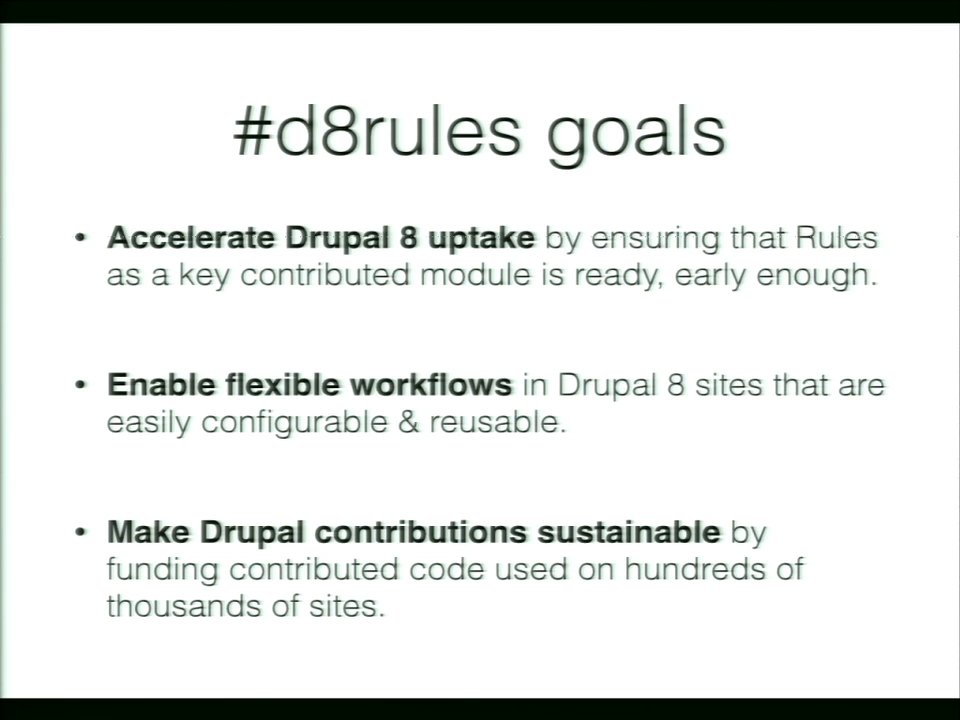 #d8rules goals
• Accelerate Drupal 8 uptake by ensuring that Rules
as a key contributed module is ready, early enough.
• Enable flexible workflows in Drupal 8 sites that are
easily configurable & reusable.
• Make Drupal contributions sustainable by
funding contributed code used on hundreds of
thousands of sites.